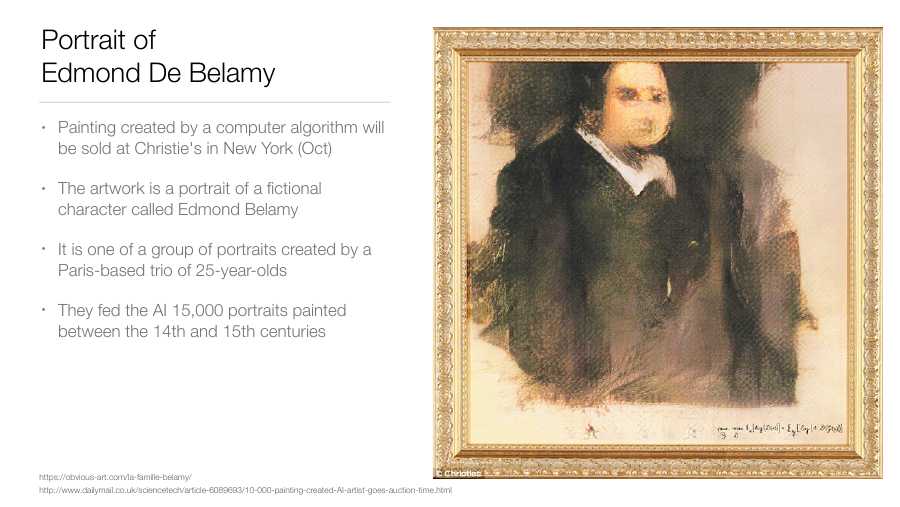 Portrait of
Edmond De Belamy
• Painting created by a computer algorithm will
be sold at Christie's in New York (Oct)
• The artwork is a portrait of a fictional
character called Edmond Belamy
• It is one of a group of portraits created by a
Paris-based trio of 25-year-olds
• They fed the AI 15,000 portraits painted
between the 14th and 15th centuries
© Christies
https://obvious-art.com/la-famille-belamy/
http://www.dailymail.co.uk/sciencetech/article-6089693/10-000-painting-created-AI-artist-goes-auction-time.html